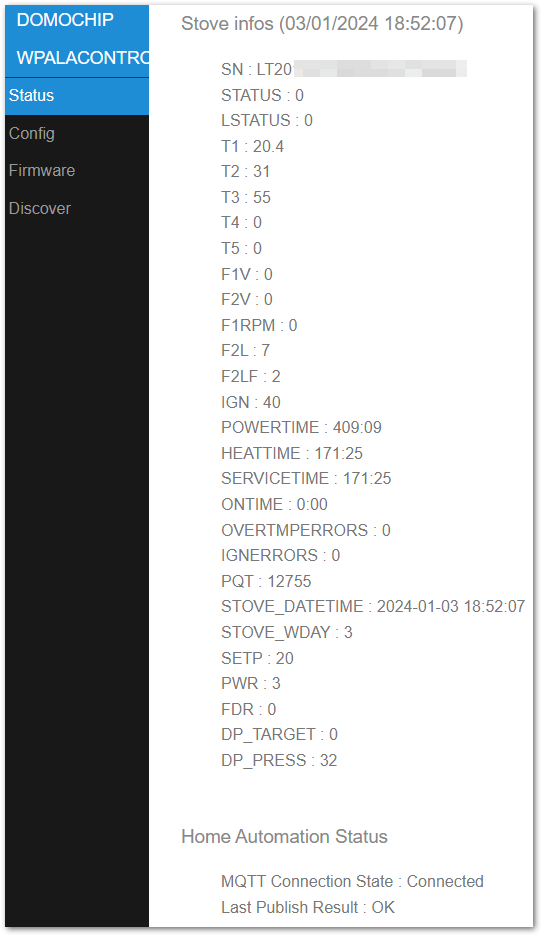 DOMOCHIP
WPALACONTRO
Status
Config
Firmware
Discover
Stove infos (03/01/2024 18:52:07)
SN : LT20
STATUS : 0
LSTATUS : 0
T1 : 20.4
T2 : 31
T3 : 55
T4 : 0
T5 : 0
F1V : 0
F2V : 0
F1RPM : 0
F2L : 7
F2LF : 2
IGN : 40
POWERTIME : 409:09
HEATTIME : 171:25
SERVICETIME : 171:25
ONTIME : 0:00
OVERTMPERRORS : 0
IGNERRORS : 0
PQT : 12755
STOVE_DATETIME : 2024-01-03 18:52:07
STOVE_WDAY : 3
SETP : 20
PWR : 3
FDR : 0
DP_TARGET : 0
DP_PRESS : 32
Home Automation Status
MQTT Connection State : Connected
Last Publish Result : OK